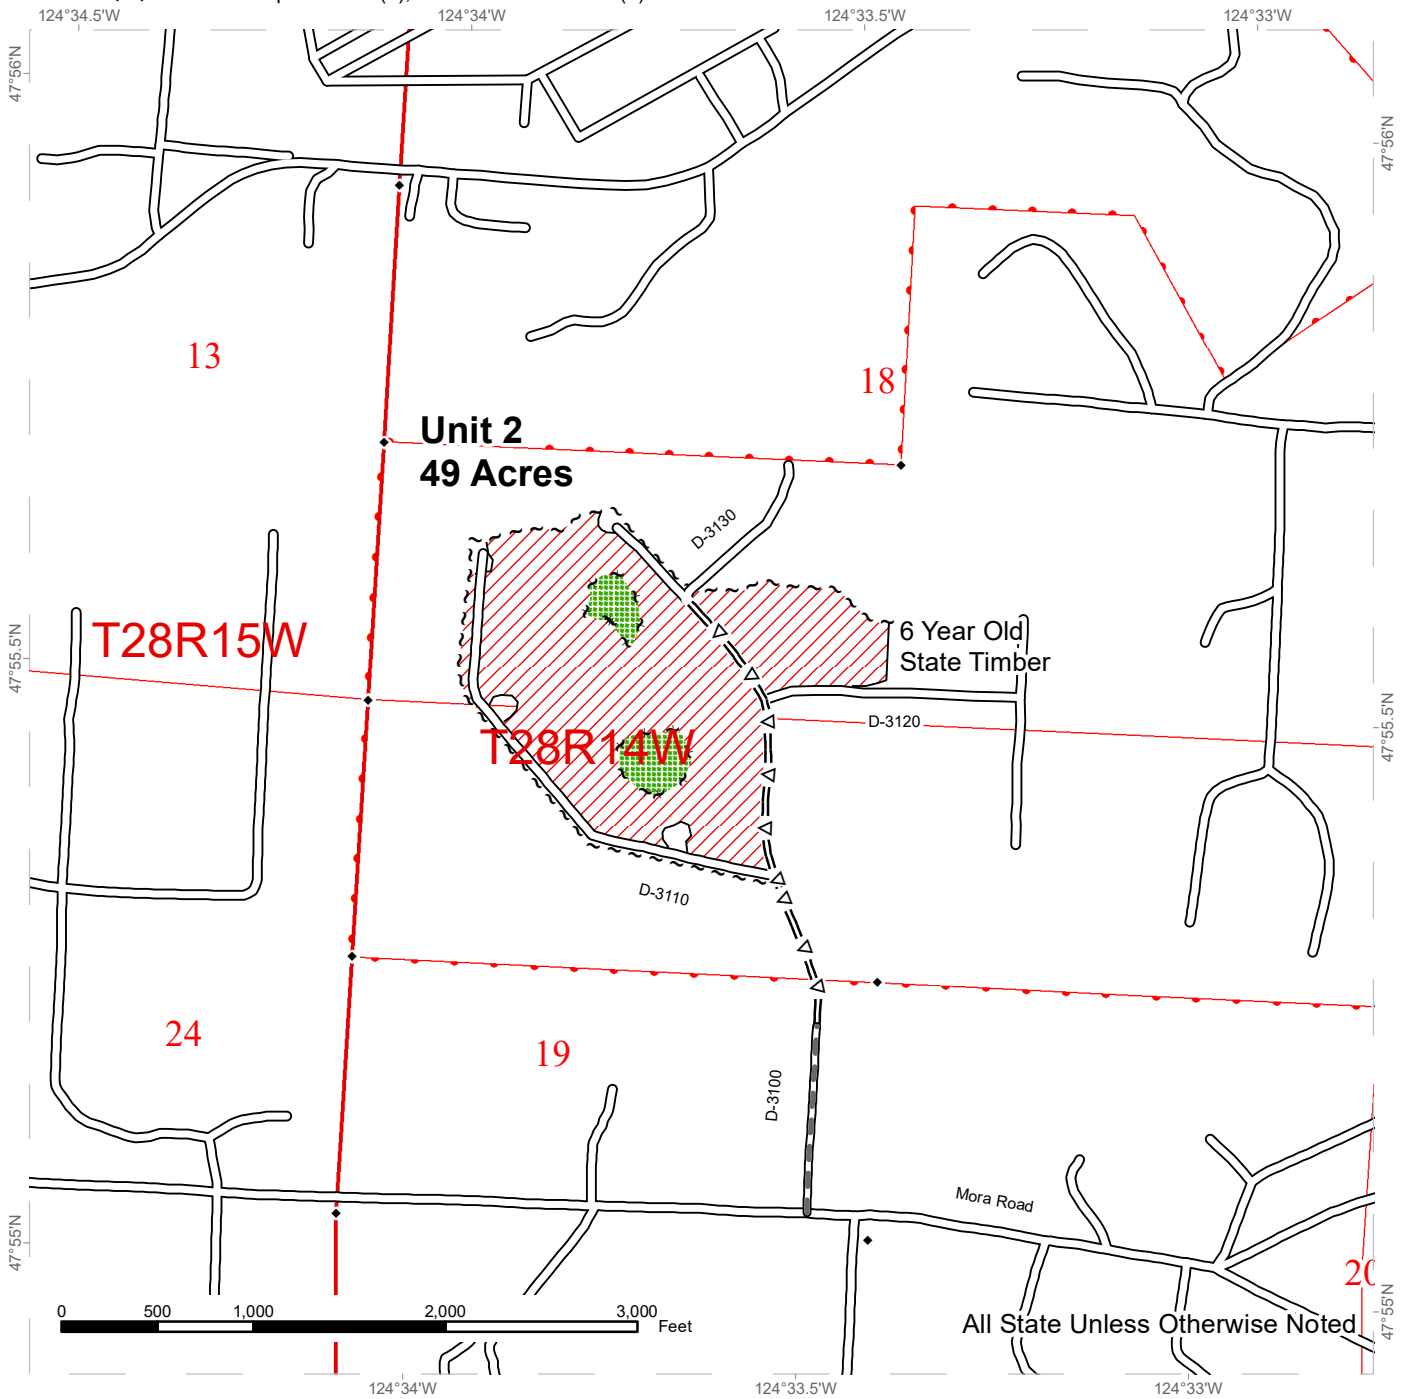 124°34.5'W
124°34'W
124°33.5'W
124°33'W
47°56'N
47°56'N
13
18
Unit 2
49 Acres
D-3130
T28R15W
6 Year Old
State Timber
47°55.5'N
47°55.5'N
D-3120
T28R14W
D-3110
24
19
D-3100
Mora Road
47°55'N
20
47°55'N
0
500
1,000
2,000
3,000
Feet
All State Unless Otherwise Noted
124°34'W
124°33.5'W
124°33'W